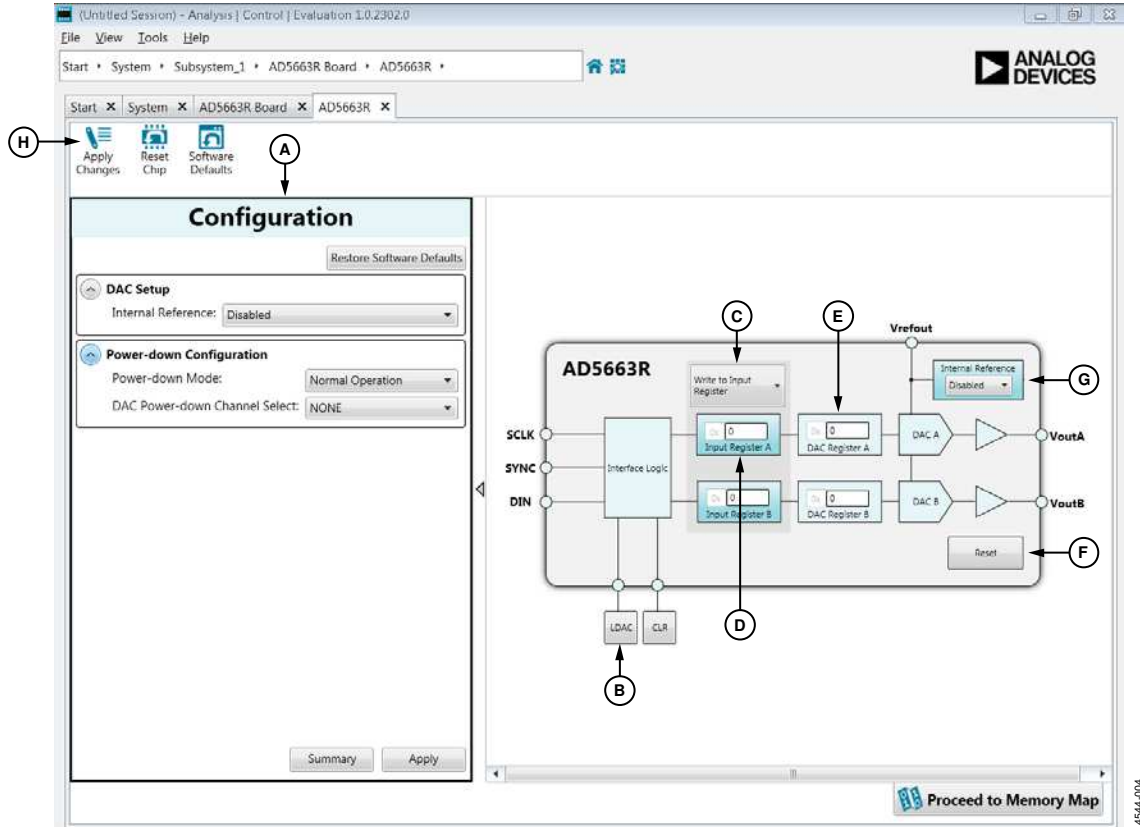 (Untitled Session) - Analysis | Control | Evaluation 1.0.2302.0
File View Tools Help
Start System Subsystem_1 AD5663R Board AD5663R
ANALOG
DEVICES
Start System AD5663R Board AD5663R
H
Apply Changes
Reset Chip
Software Defaults
A
Configuration
Restore Software Defaults
DAC Setup
Internal Reference: Disabled
Power-down Configuration
Power-down Mode: Normal Operation
DAC Power-down Channel Select: NONE
Summary
Apply
C
E
Vrefout
AD5663R
Write to Input
Register
Internal Reference
Disabled
G
SCLK
SYNC
DIN
Interface Logic
0x 0
Input Register A
0x 0
DAC Register A
DAC A
VoutA
0x 0
Input Register B
0x 0
DAC Register B
DAC B
VoutB
Reset
F
LDAC
CLR
D
B
Proceed to Memory Map